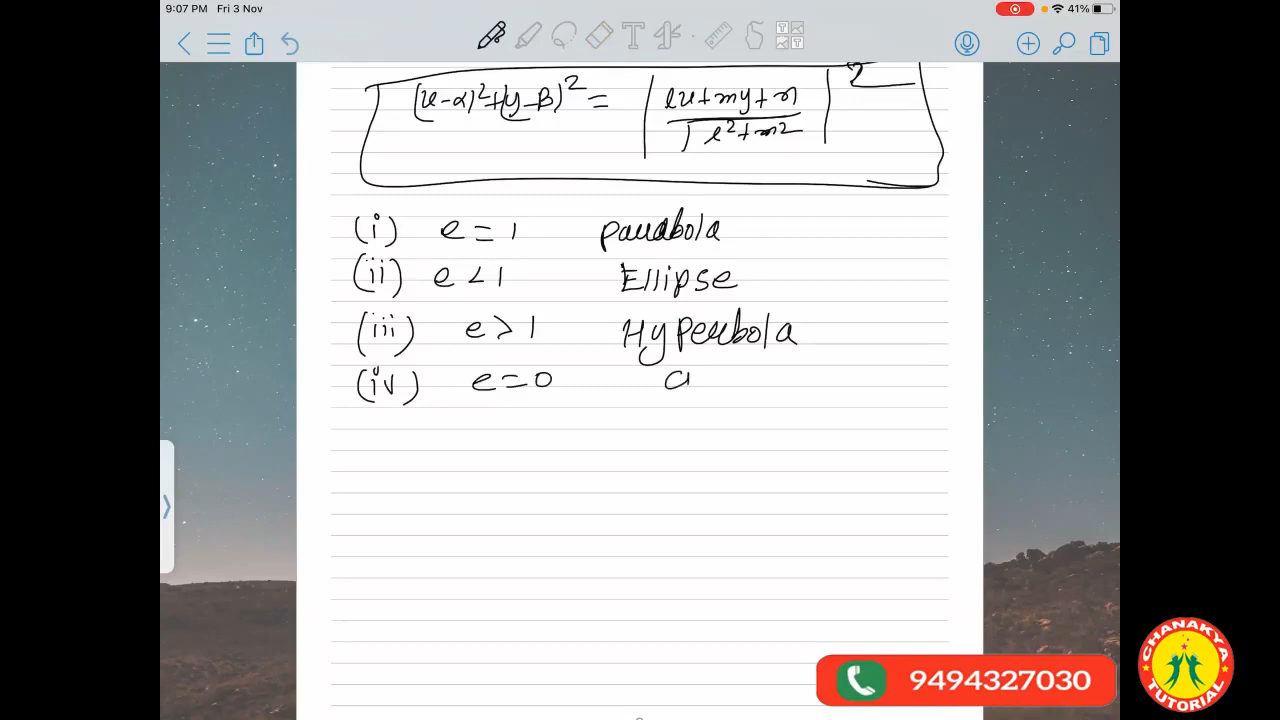 9:07 PM Fri 3 Nov 41%
(x-α)²+(y-β)² = | lx+my+n / √l²+m² |²
(i) e = 1 parabola
(ii) e < 1 Ellipse
(iii) e > 1 Hyperbola
(iv) e = 0 C
9494327030
CHANAKYA
TUTORIAL